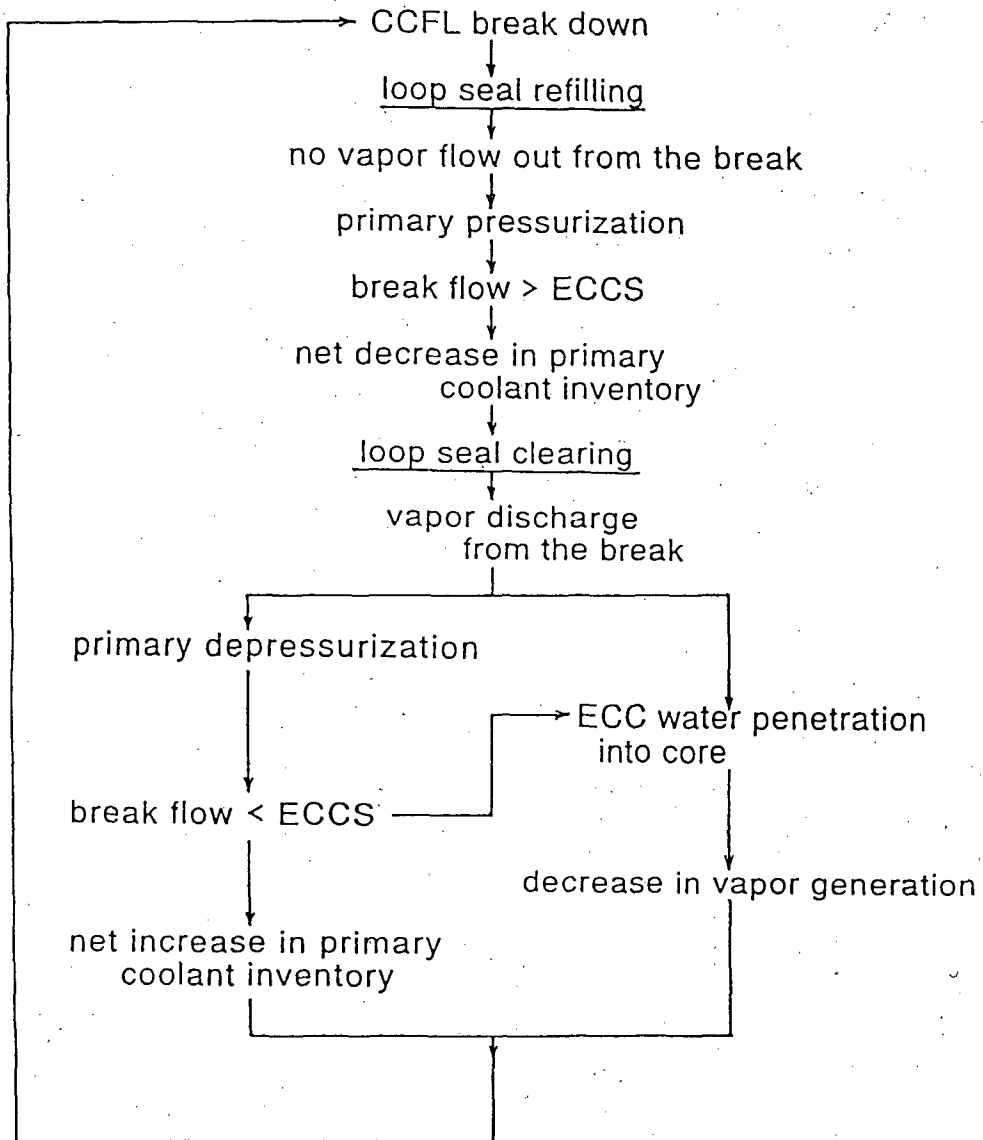 CCFL break down
loop seal refilling
no vapor flow out from the break
primary pressurization
break flow > ECCS
net decrease in primary
coolant inventory
loop seal clearing
vapor discharge
from the break
primary depressurization
ECC water penetration
into core
break flow < ECCS
decrease in vapor generation
net increase in primary
coolant inventory